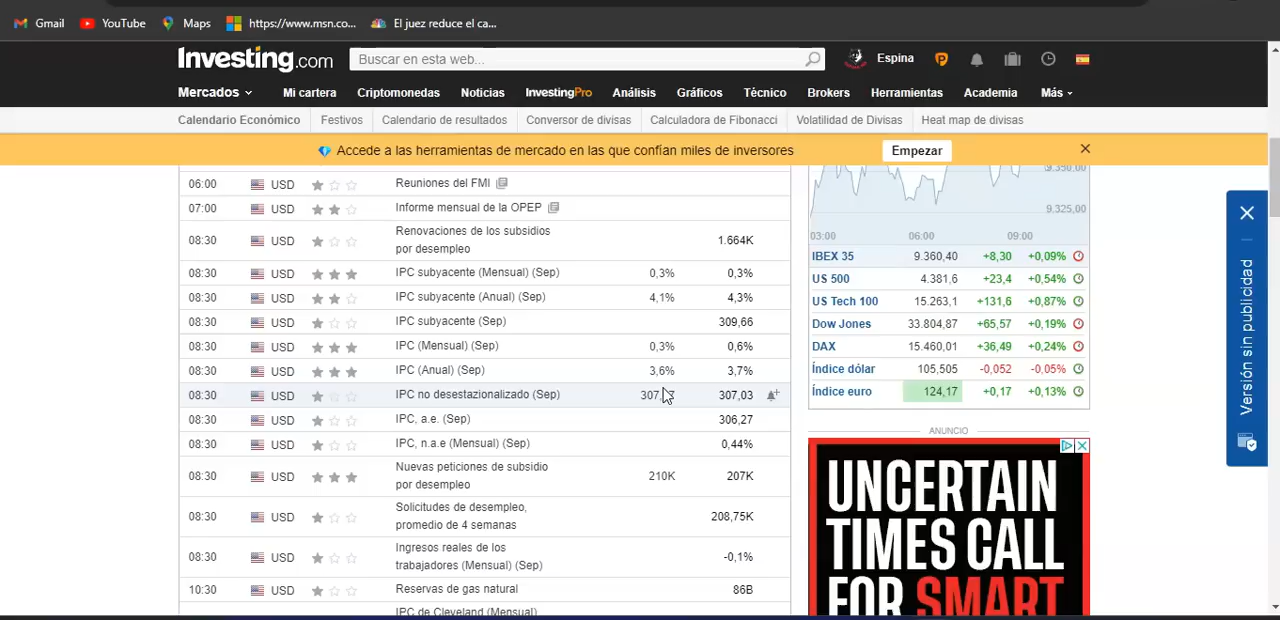 Gmail YouTube Maps https://www.msn.co... El juez reduce el ca...
Investing.com Buscar en esta web... Espina
Mercados Mi cartera Criptomonedas Noticias InvestingPro Análisis Gráficos Técnico Brokers Herramientas Academia Más
Calendario Económico Festivos Calendario de resultados Conversor de divisas Calculadora de Fibonacci Volatilidad de Divisas Heat map de divisas
Accede a las herramientas de mercado en las que confían miles de inversores Empezar
06:00 USD Reuniones del FMI
07:00 USD Informe mensual de la OPEP
08:30 USD Renovaciones de los subsidios
por desempleo 1.664K
08:30 USD IPC subyacente (Mensual) (Sep) 0,3% 0,3%
08:30 USD IPC subyacente (Anual) (Sep) 4,1% 4,3%
08:30 USD IPC subyacente (Sep) 309,66
08:30 USD IPC (Mensual) (Sep) 0,3% 0,6%
08:30 USD IPC (Anual) (Sep) 3,6% 3,7%
08:30 USD IPC no desestazionalizado (Sep) 307,03
08:30 USD IPC, a.e. (Sep) 306,27
08:30 USD IPC, n.a.e (Mensual) (Sep) 0,44%
08:30 USD Nuevas peticiones de subsidio
por desempleo 210K 207K
08:30 USD Solicitudes de desempleo,
promedio de 4 semanas 208,75K
08:30 USD Ingresos reales de los
trabajadores (Mensual) (Sep) -0,1%
10:30 USD Reservas de gas natural 86B
IPC de Cleveland (Mensual)
9.350,00
9.325,00
03:00 06:00 09:00
IBEX 35 9.360,40 +8,30 +0,09%
US 500 4.381,6 +23,4 +0,54%
US Tech 100 15.263,1 +131,6 +0,87%
Dow Jones 33.804,87 +65,57 +0,19%
DAX 15.460,01 +36,49 +0,24%
Índice dólar 105,505 -0,052 -0,05%
Índice euro 124,17 +0,17 +0,13%
ANUNCIO
UNCERTAIN
TIMES CALL
FOR SMART
Versión sin publicidad